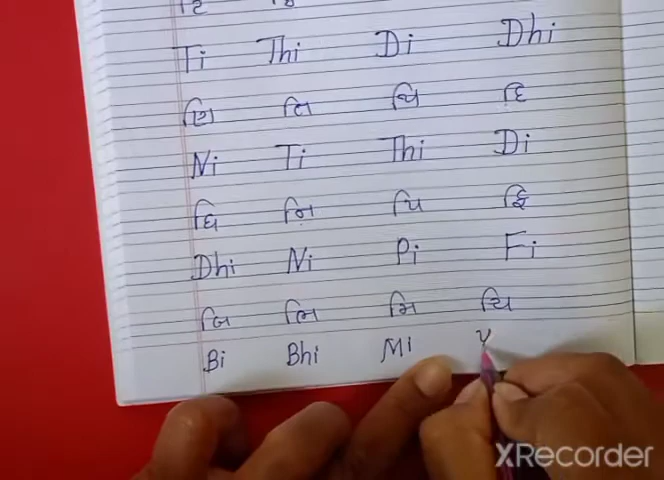 Ti Thi Di Dhi
ણિ તિ થિ દિ
Ni Ti Thi Di
ધિ નિ પિ ફિ
Dhi Ni Pi Fi
બિ ભિ મિ યિ
Bi Bhi Mi Y
XRecorder